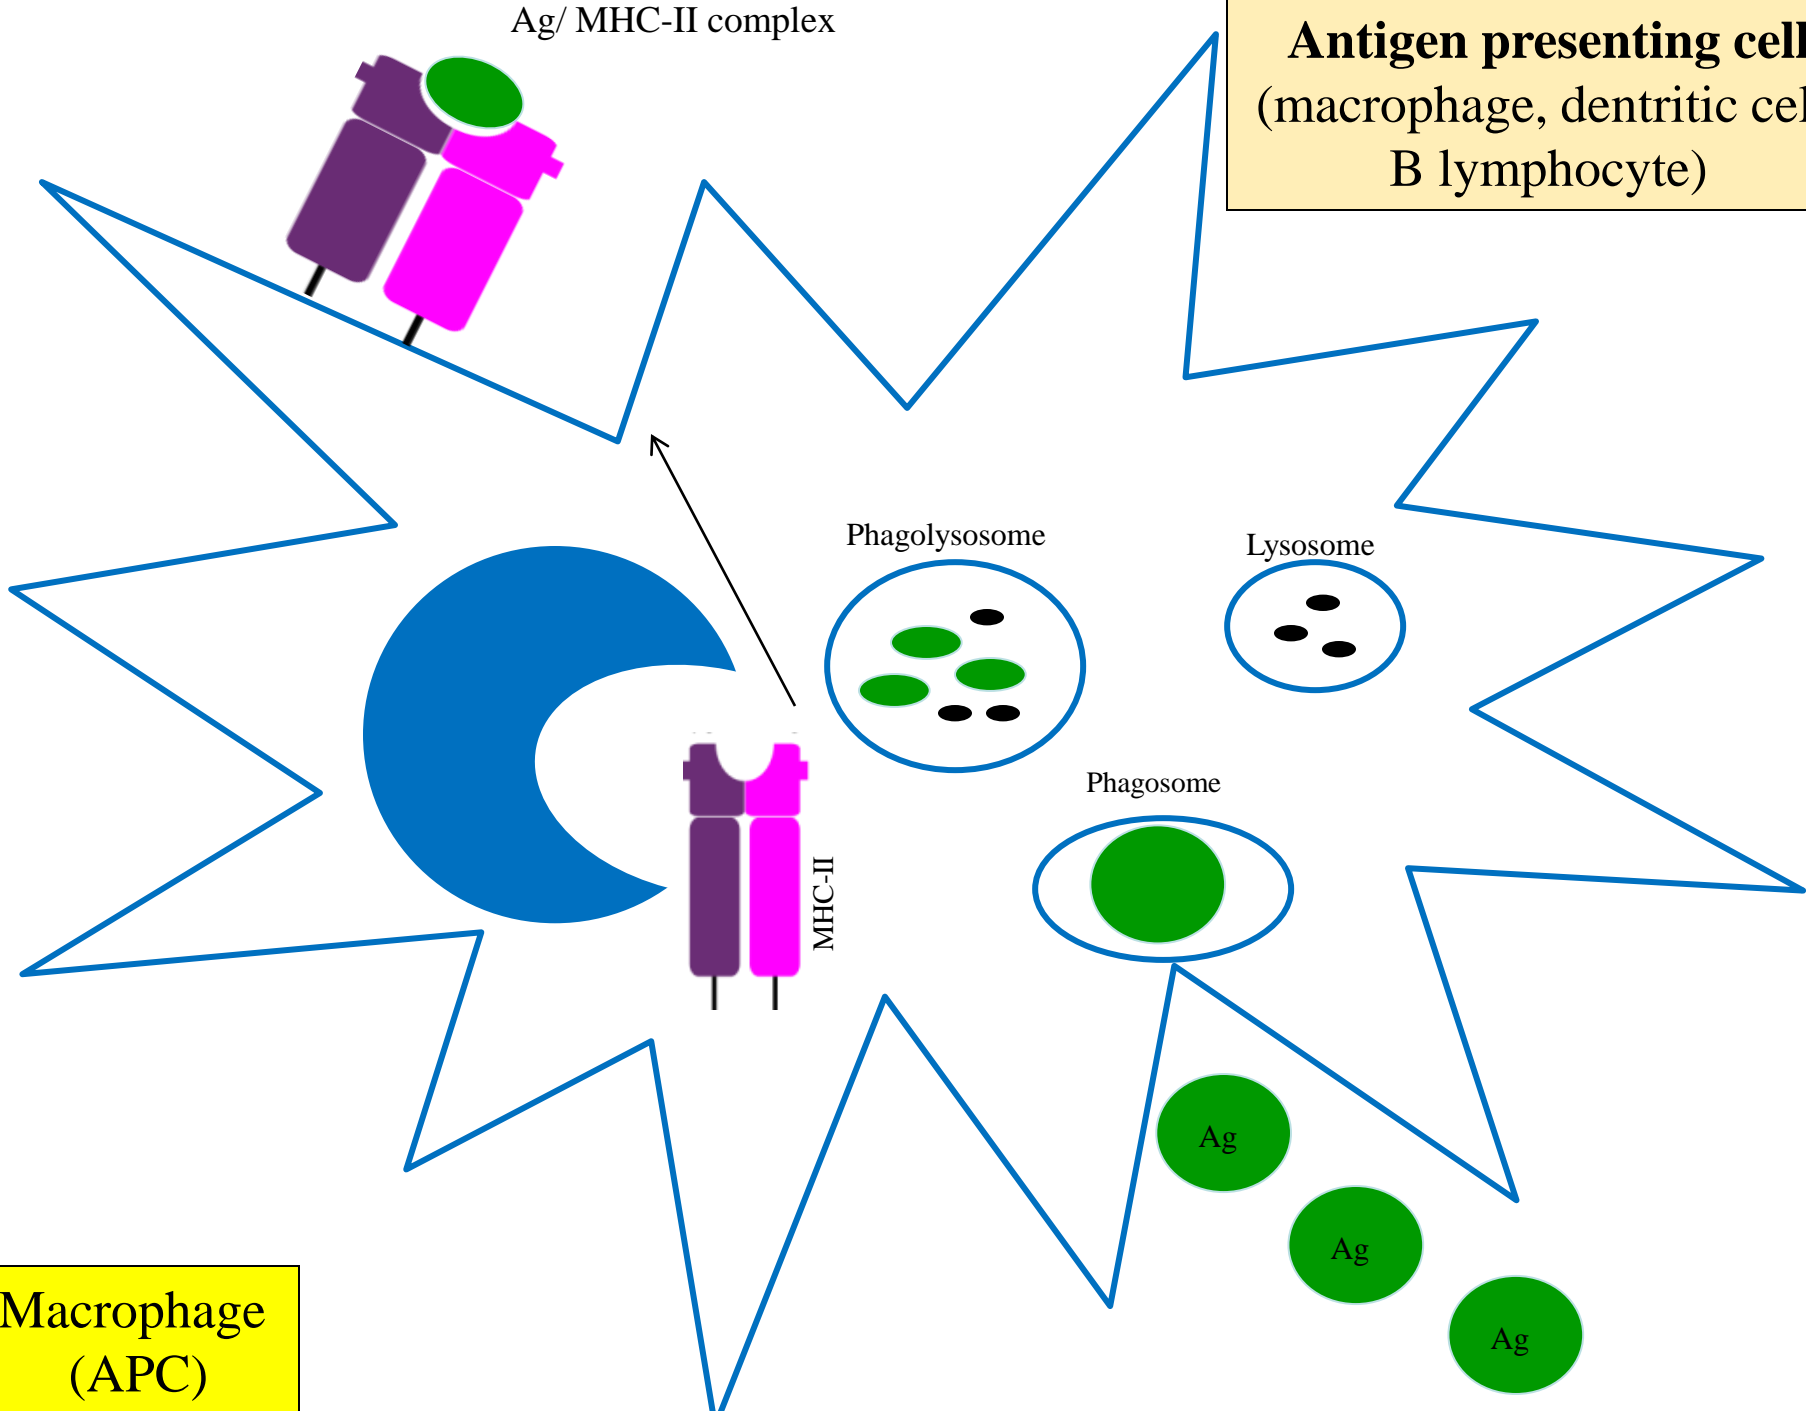 Ag/ MHC-II complex
Antigen presenting cell
(macrophage, dentritic cel
B lymphocyte)
Phagolysosome
Lysosome
Phagosome
MHC-II
Ag
Ag
Ag
Macrophage
(APC)